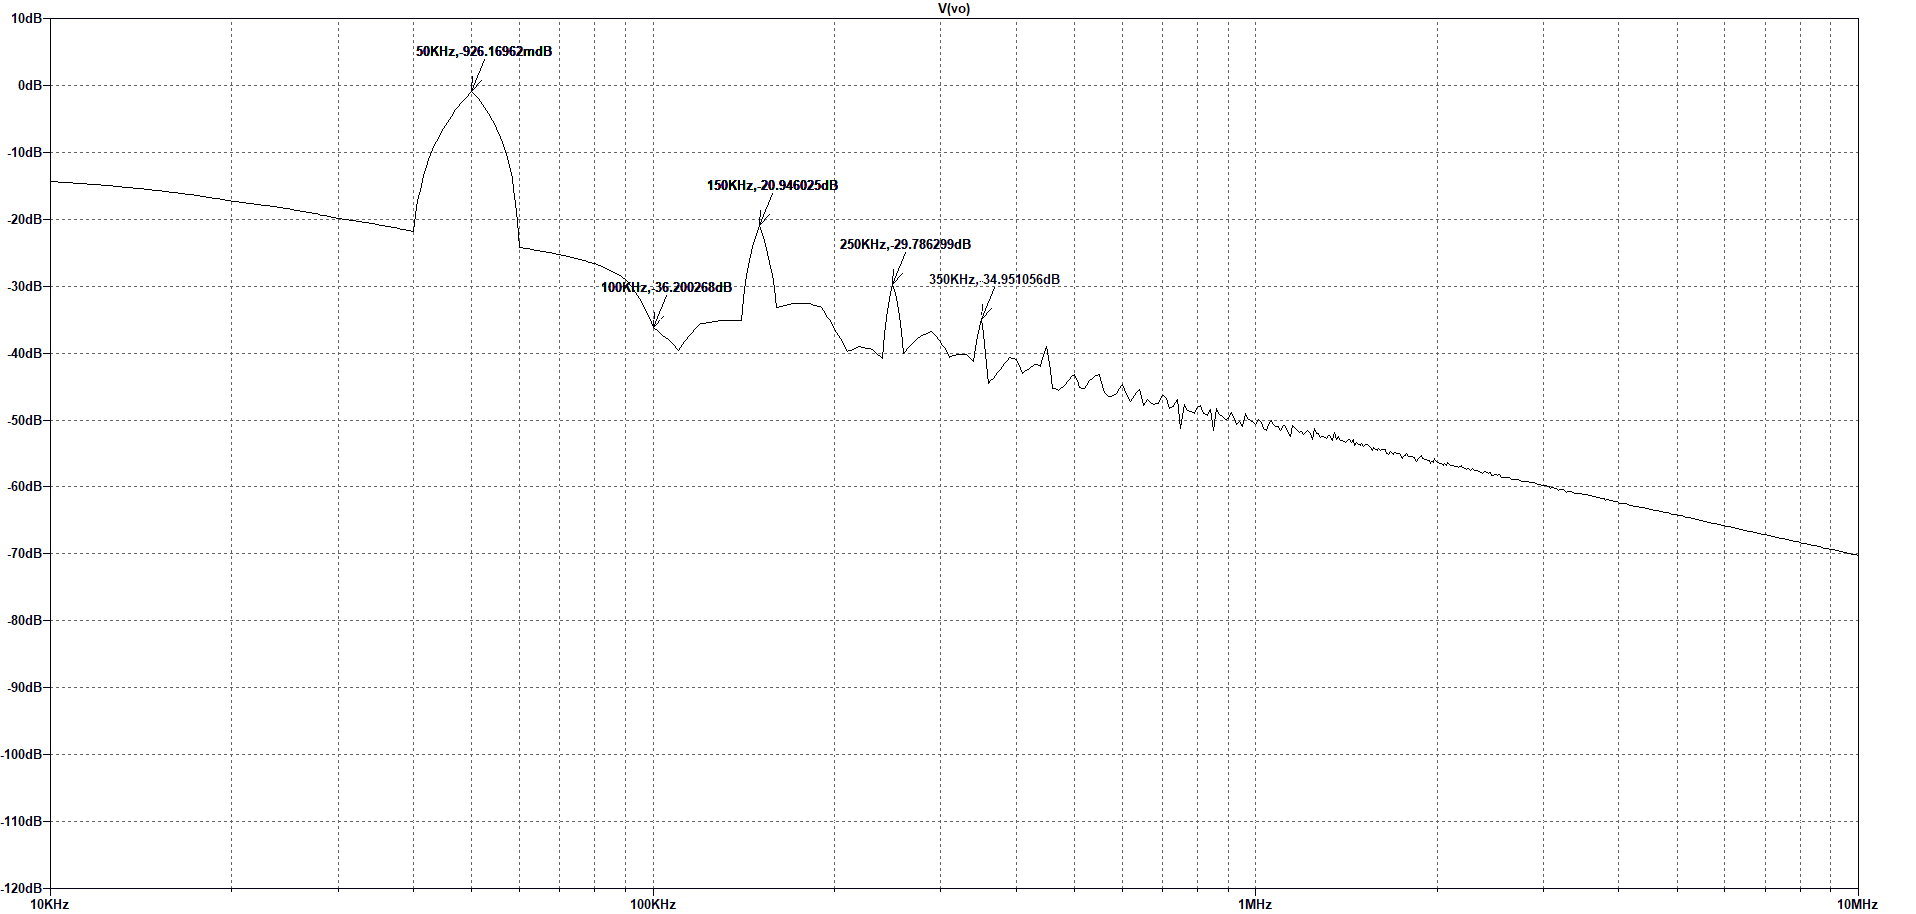 V(vo)
10dB
50KHz,-926.16962mdB
0dB
-10dB
150KHz,-20.946025dB
-20dB
250KHz,-29.786299dB
350KHz,-34.951056dB
-30dB
100KHz,-36.200268dB
-40dB
-50dB
-60dB
-70dB
-80dB
-90dB
-100dB
-110dB
-120dB
10KHz 100KHz 1MHz 10MHz